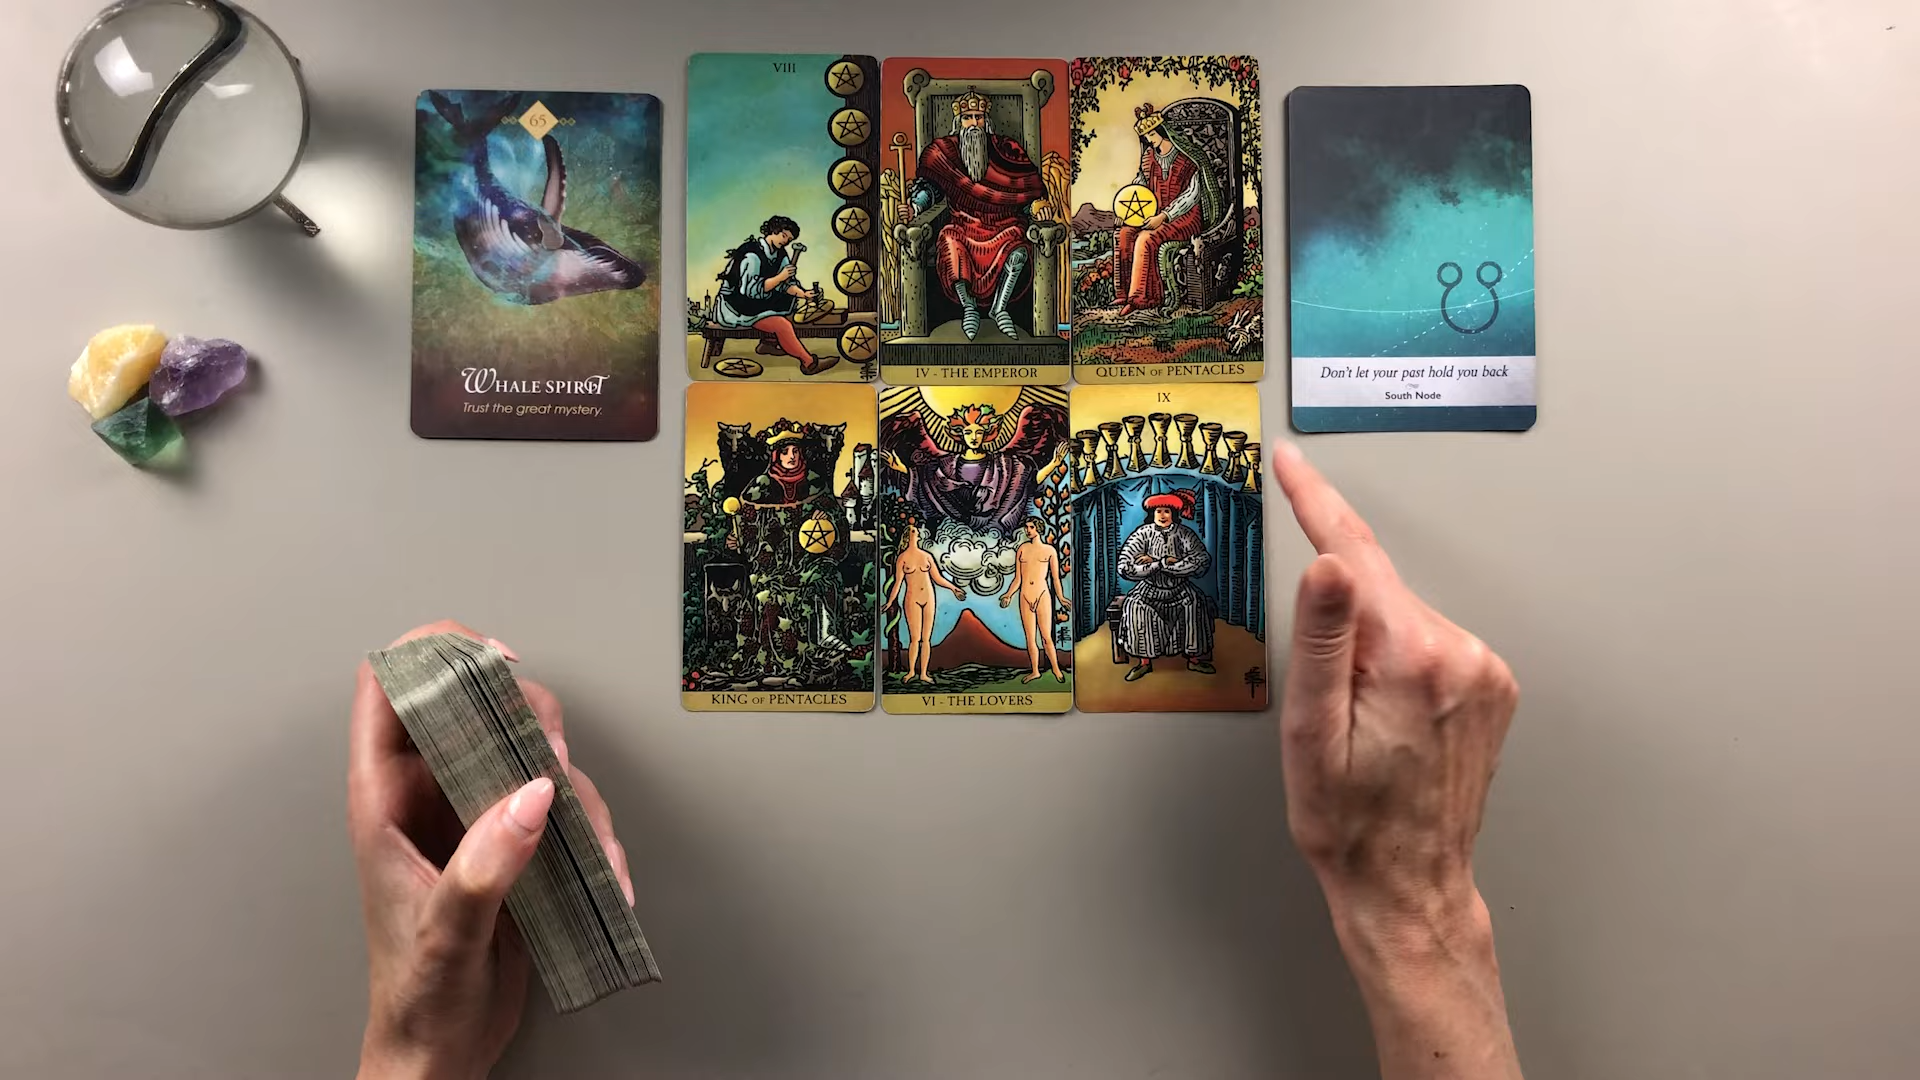 65
WHALE SPIRIT
Trust the great mystery.
VIII
IV - THE EMPEROR
QUEEN OF PENTACLES
Don't let your past hold you back
South Node
KING OF PENTACLES
VI - THE LOVERS
IX